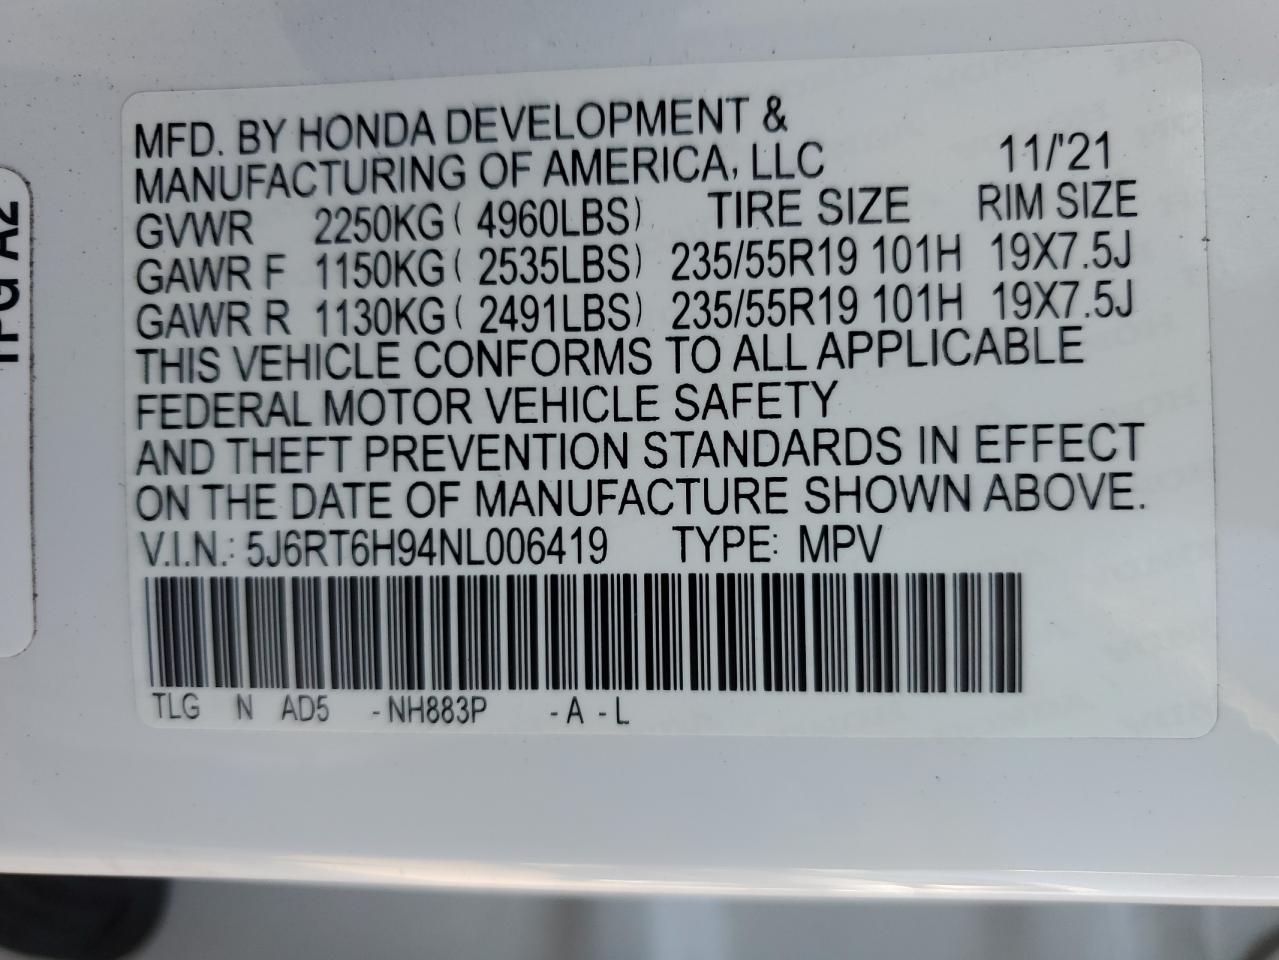 MFD. BY HONDA DEVELOPMENT &
MANUFACTURING OF AMERICA, LLC 11/'21
GVWR 2250KG ( 4960LBS) TIRE SIZE RIM SIZE
GAWR F 1150KG ( 2535LBS) 235/55R19 101H 19X7.5J
GAWR R 1130KG ( 2491LBS) 235/55R19 101H 19X7.5J
THIS VEHICLE CONFORMS TO ALL APPLICABLE
FEDERAL MOTOR VEHICLE SAFETY
AND THEFT PREVENTION STANDARDS IN EFFECT
ON THE DATE OF MANUFACTURE SHOWN ABOVE.
V.I.N.: 5J6RT6H94NL006419 TYPE: MPV
TLG N AD5 -NH883P -A -L
A2